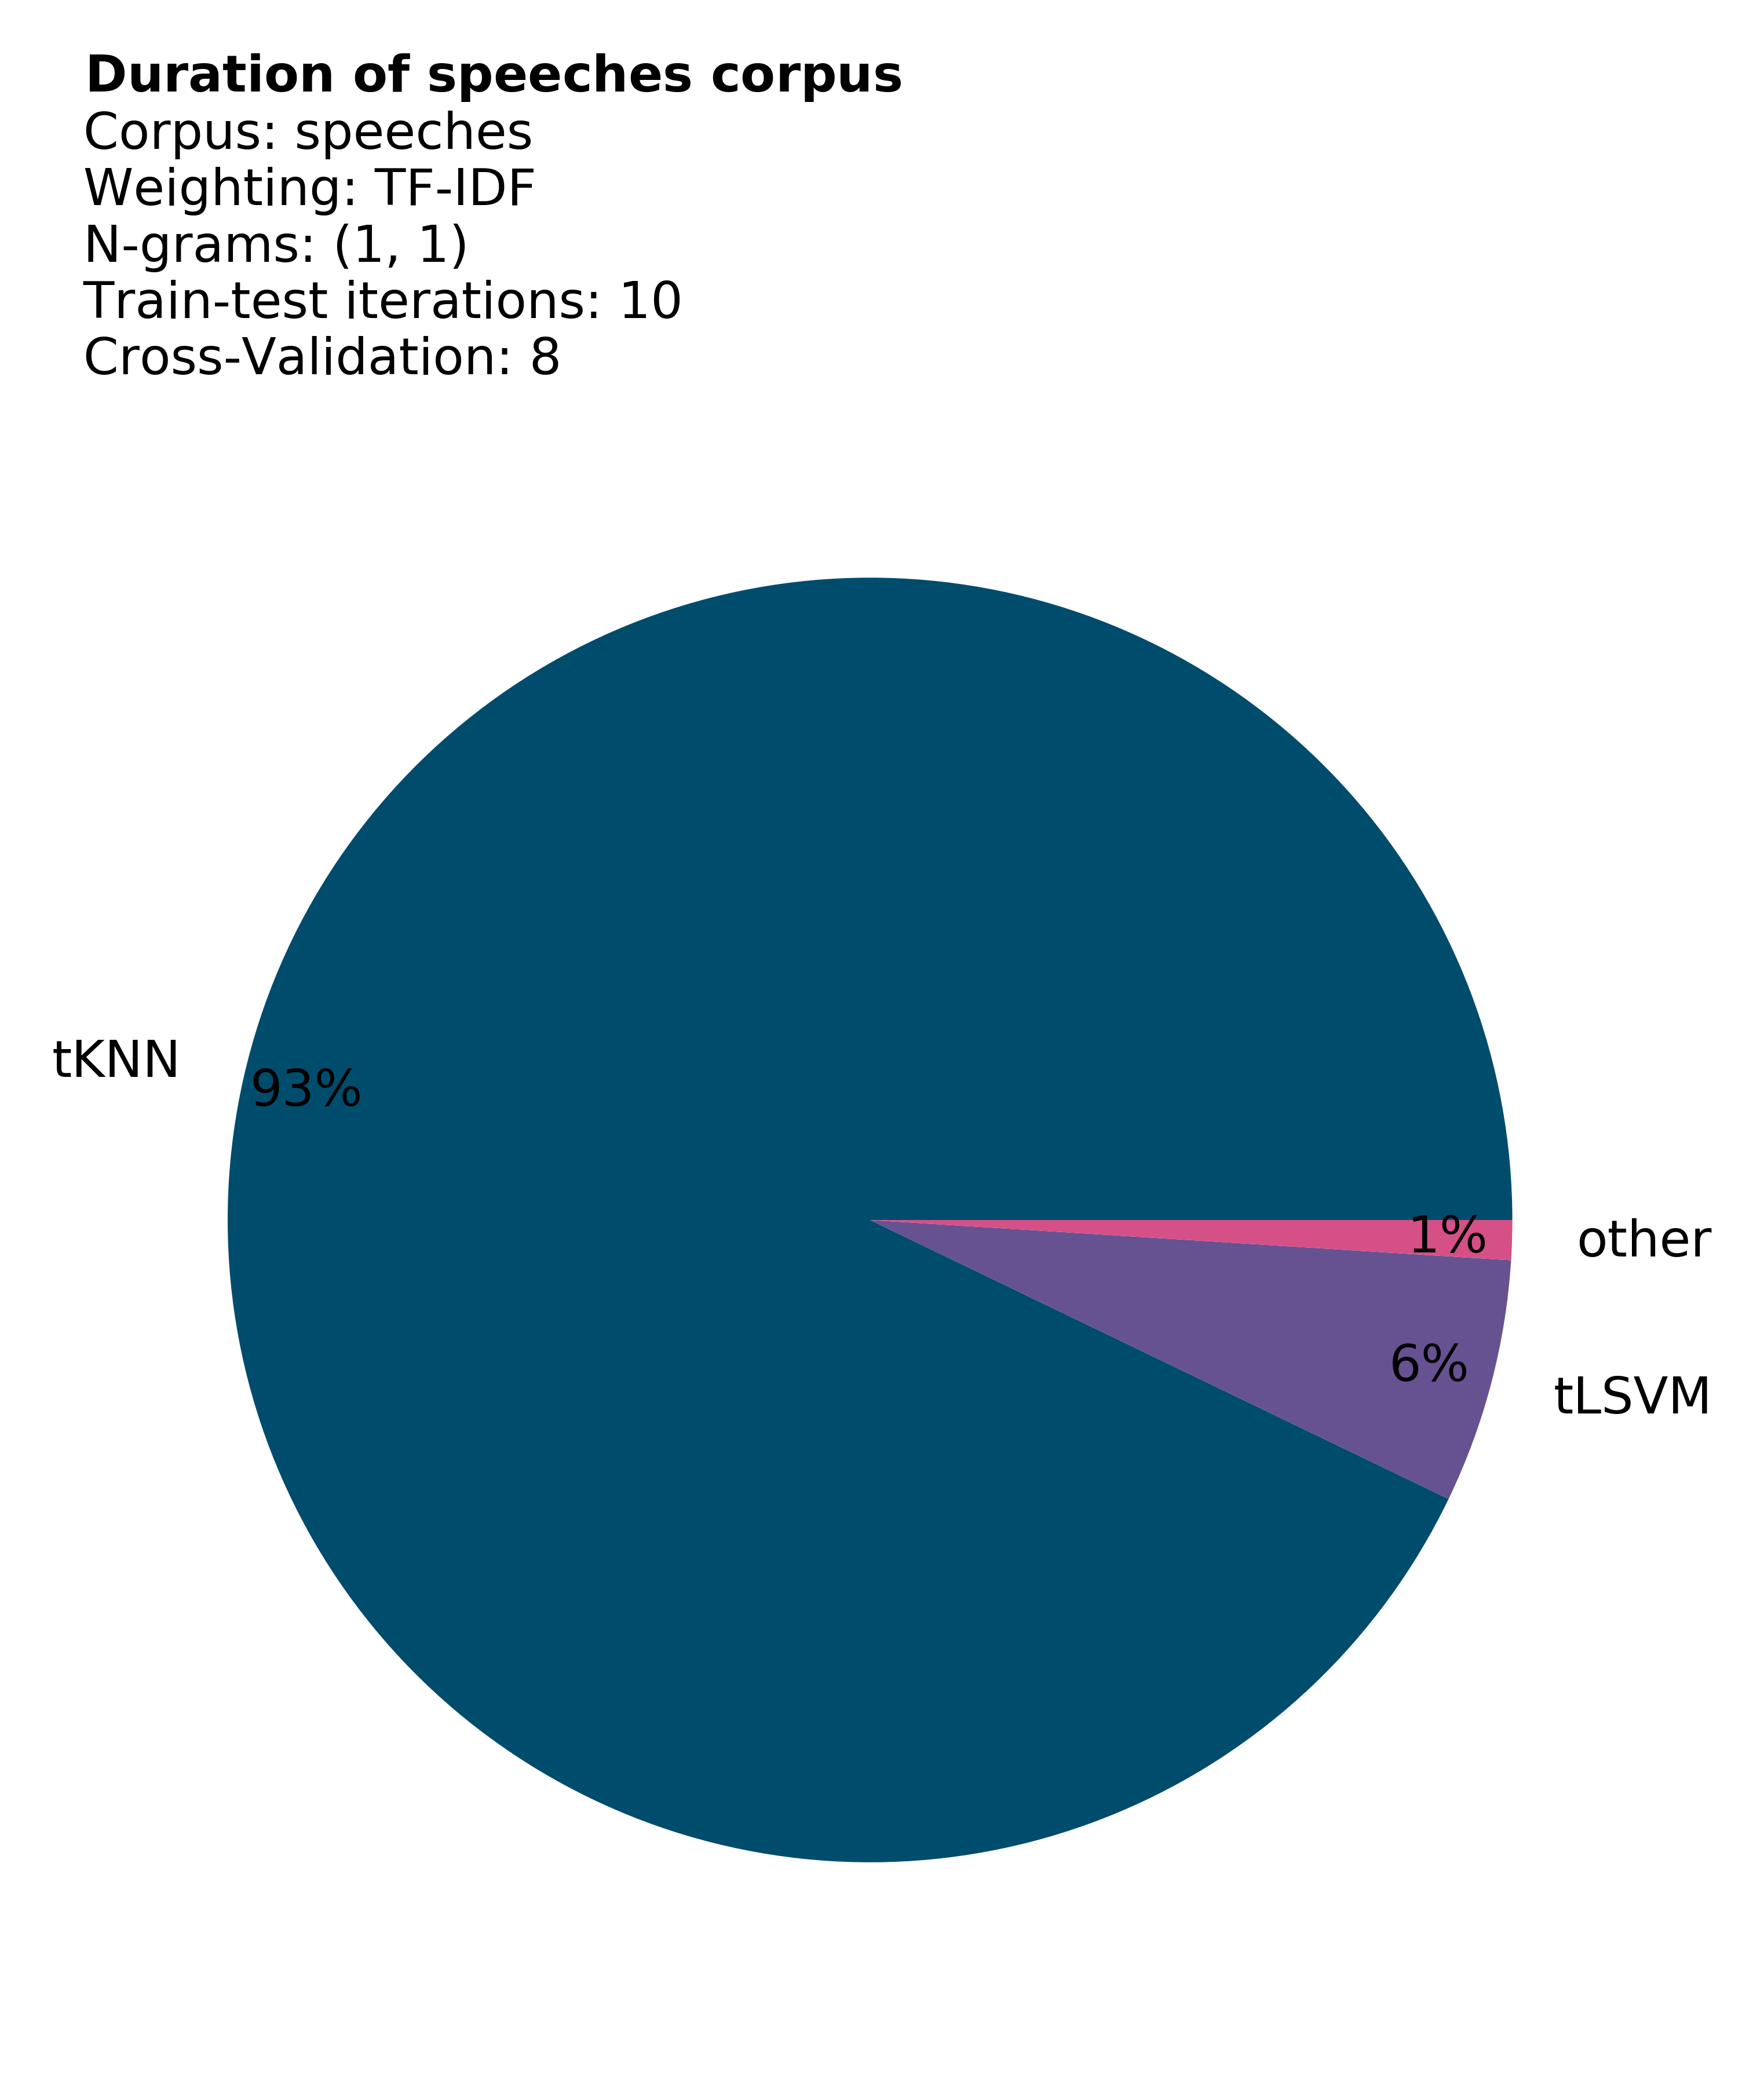 Duration of speeches corpus
Corpus: speeches
Weighting: TF-IDF
N-grams: (1, 1)
Train-test iterations: 10
Cross-Validation: 8
tKNN
93%
1%
other
6%
tLSVM